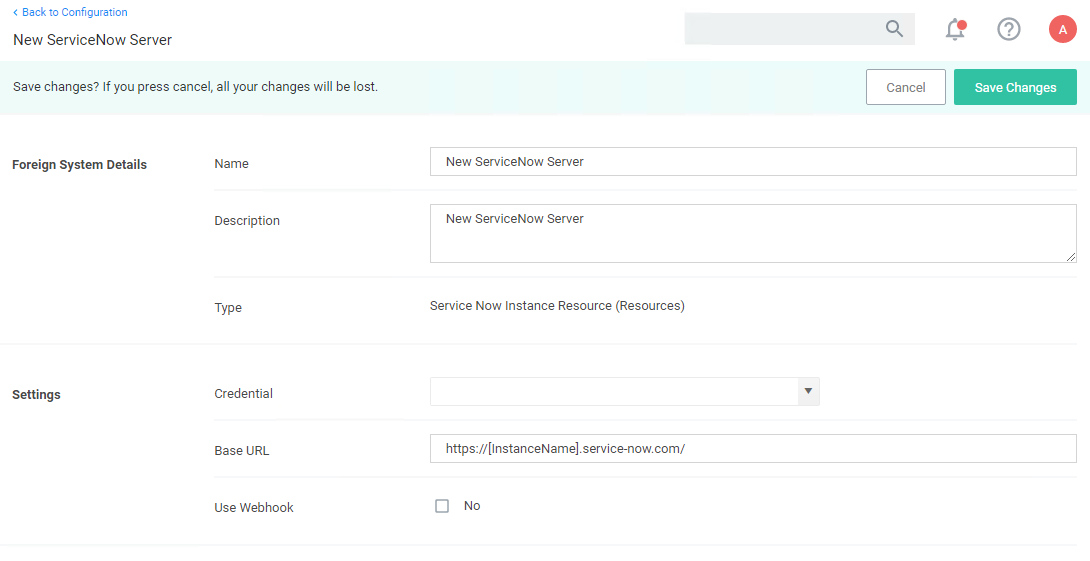 Back to Configuration
New ServiceNow Server
A
Save changes? If you press cancel, all your changes will be lost.
Cancel
Save Changes
Foreign System Details
Name
New ServiceNow Server
Description
New ServiceNow Server
Type
Service Now Instance Resource (Resources)
Settings
Credential
Base URL
https://[InstanceName].service-now.com/
Use Webhook
No